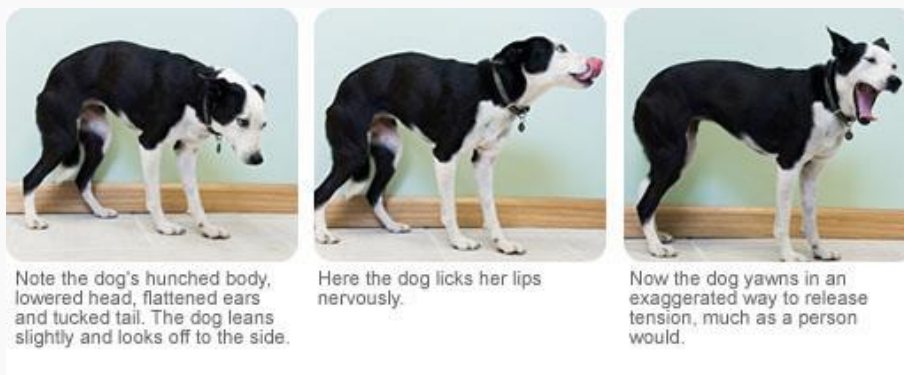 Note the dog's hunched body,
lowered head, flattened ears
and tucked tail. The dog leans
slightly and looks off to the side.
Here the dog licks her lips
nervously.
Now the dog yawns in an
exaggerated way to release
tension, much as a person
would.